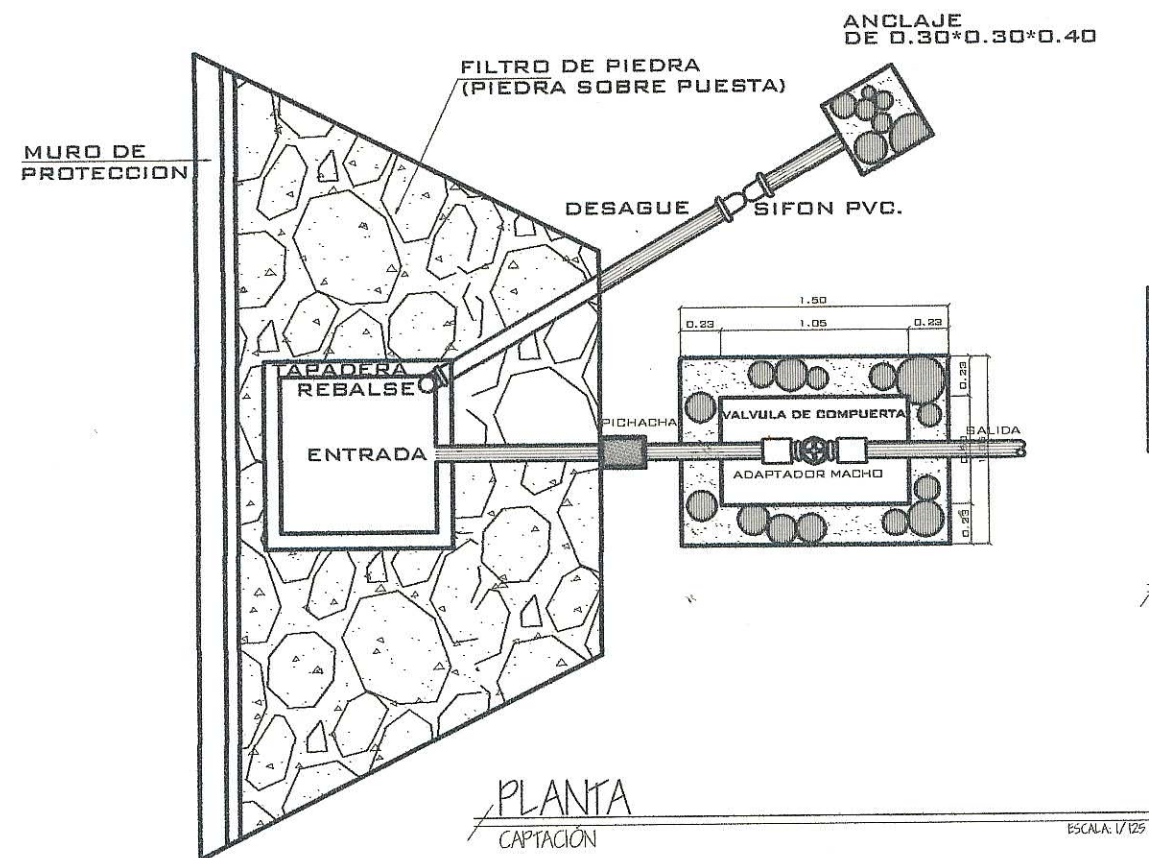 ANCLAJE
DE 0.30*0.30*0.40
FILTRO DE PIEDRA
(PIEDRA SOBRE PUESTA)
MURO DE
PROTECCION
DESAGUE
SIFON PVC.
1.50
0.23
1.05
0.23
APADERA
REBALSE
PICHACHA
VALVULA DE COMPUERTA
0.23
ENTRADA
SALIDA
ADAPTADOR MACHO
0.23
PLANTA
CAPTACIÓN
ESCALA: 1/125